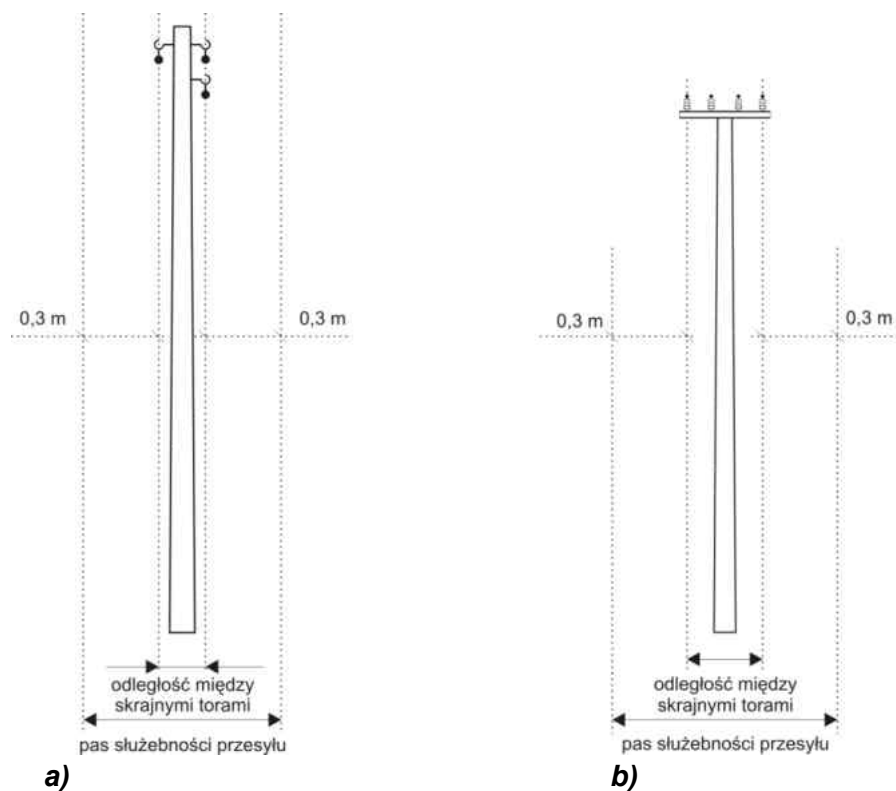 0,3 m
0,3 m
odległość między
skrajnymi torami
pas służebności przesyłu
a)
0,3 m
0,3 m
odległość między
skrajnymi torami
pas służebności przesyłu
b)